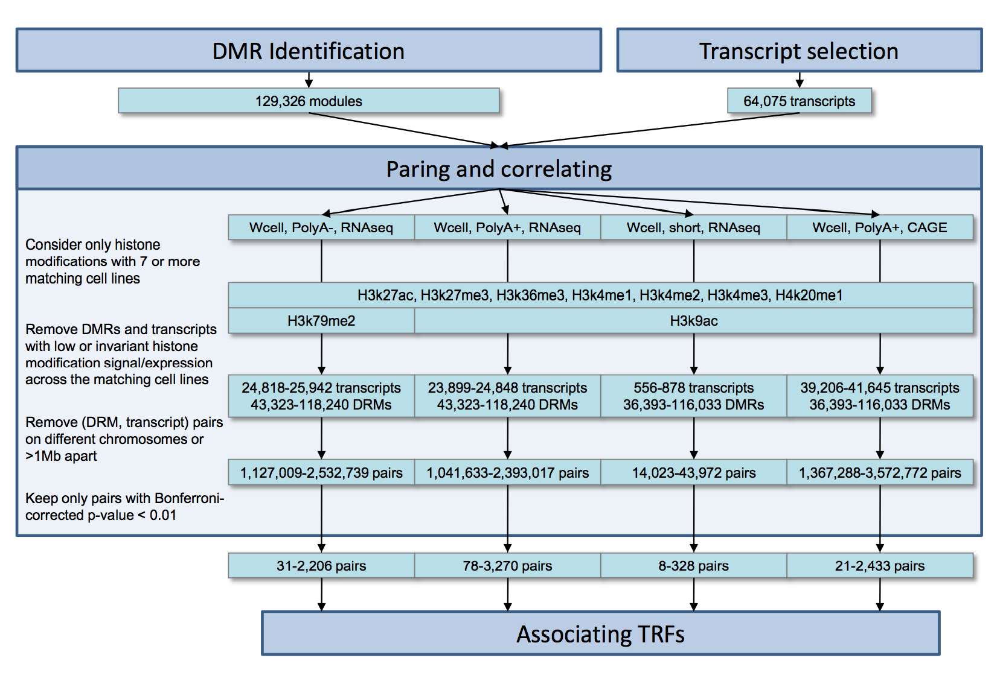 DMR Identification
Transcript selection
129,326 modules
64,075 transcripts
Paring and correlating
Wcell, PolyA-, RNAseq
Wcell, PolyA+, RNAseq
Wcell, short, RNAseq
Wcell, PolyA+, CAGE
Consider only histone
modifications with 7 or more
matching cell lines
H3k27ac, H3k27me3, H3k36me3, H3k4me1, H3k4me2, H3k4me3, H4k20me1
H3k79me2
H3k9ac
Remove DMRs and transcripts
with low or invariant histone
modification signal/expression
across the matching cell lines
24,818-25,942 transcripts
43,323-118,240 DRMs
23,899-24,848 transcripts
43,323-118,240 DRMs
556-878 transcripts
36,393-116,033 DMRs
39,206-41,645 transcripts
36,393-116,033 DRMs
Remove (DRM, transcript) pairs
on different chromosomes or
>1Mb apart
1,127,009-2,532,739 pairs
1,041,633-2,393,017 pairs
14,023-43,972 pairs
1,367,288-3,572,772 pairs
Keep only pairs with Bonferroni-
corrected p-value < 0.01
31-2,206 pairs
78-3,270 pairs
8-328 pairs
21-2,433 pairs
Associating TRFs